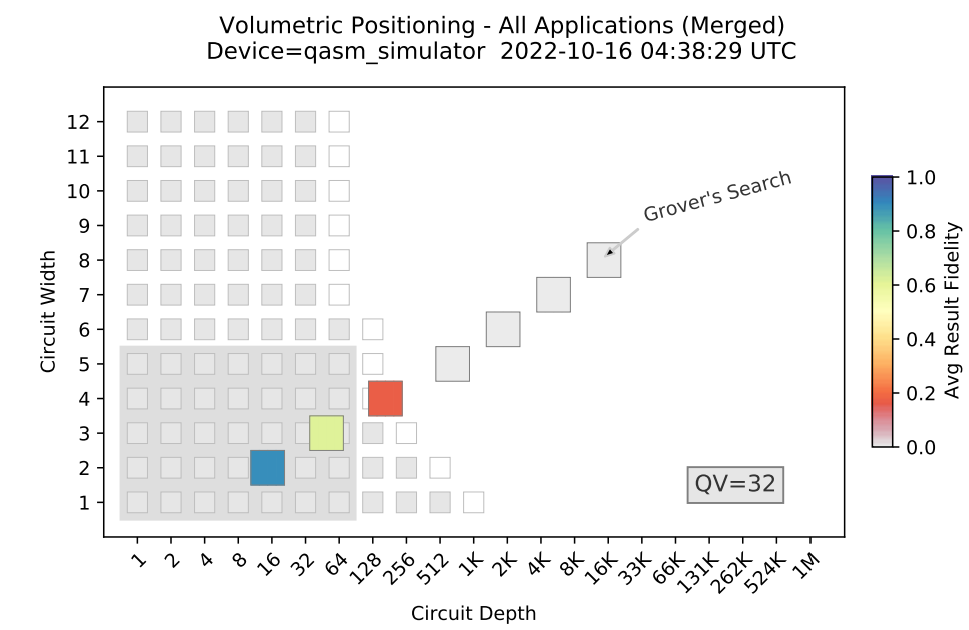 Volumetric Positioning - All Applications (Merged)
Device=qasm_simulator  2022-10-16 04:38:29 UTC
Circuit Width
12
11
10
9
8
7
6
5
4
3
2
1
Grover's Search
QV=32
1 2 4 8 16 32 64 128 256 512 1K 2K 4K 8K 16K 33K 66K 131K 262K 524K 1M
Circuit Depth
1.0
0.8
0.6
0.4
0.2
0.0
Avg Result Fidelity